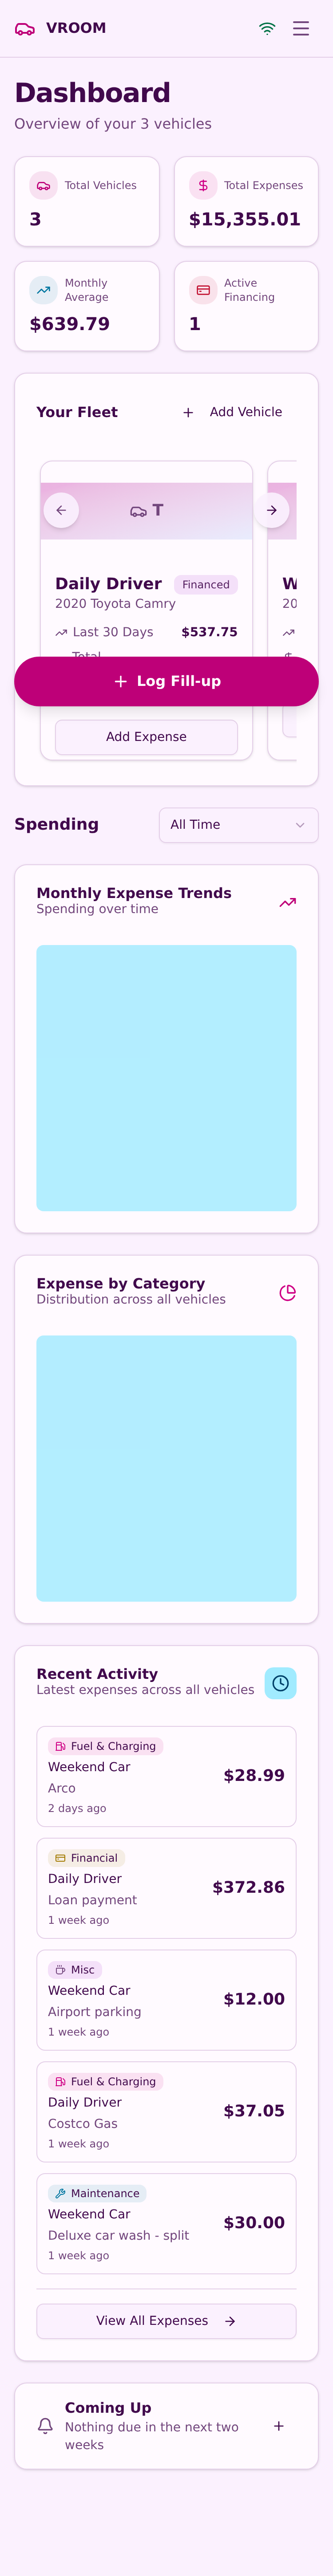 VROOM
Dashboard
Overview of your 3 vehicles
Total Vehicles
3
Total Expenses
$15,355.01
Monthly
Average
$639.79
Active
Financing
1
Your Fleet
Add Vehicle
T
Daily Driver
Financed
2020 Toyota Camry
Last 30 Days
$537.75
W
20
Total
Log Fill-up
Add Expense
Spending
All Time
Monthly Expense Trends
Spending over time
Expense by Category
Distribution across all vehicles
Recent Activity
Latest expenses across all vehicles
Fuel & Charging
Weekend Car
Arco
2 days ago
$28.99
Financial
Daily Driver
Loan payment
1 week ago
$372.86
Misc
Weekend Car
Airport parking
1 week ago
$12.00
Fuel & Charging
Daily Driver
Costco Gas
1 week ago
$37.05
Maintenance
Weekend Car
Deluxe car wash - split
1 week ago
$30.00
View All Expenses
Coming Up
Nothing due in the next two
weeks